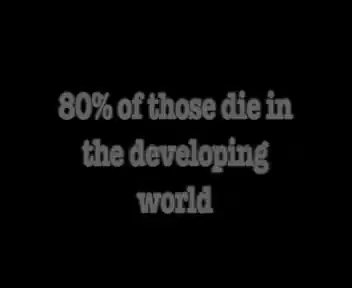 80% of those die in
the developing
world